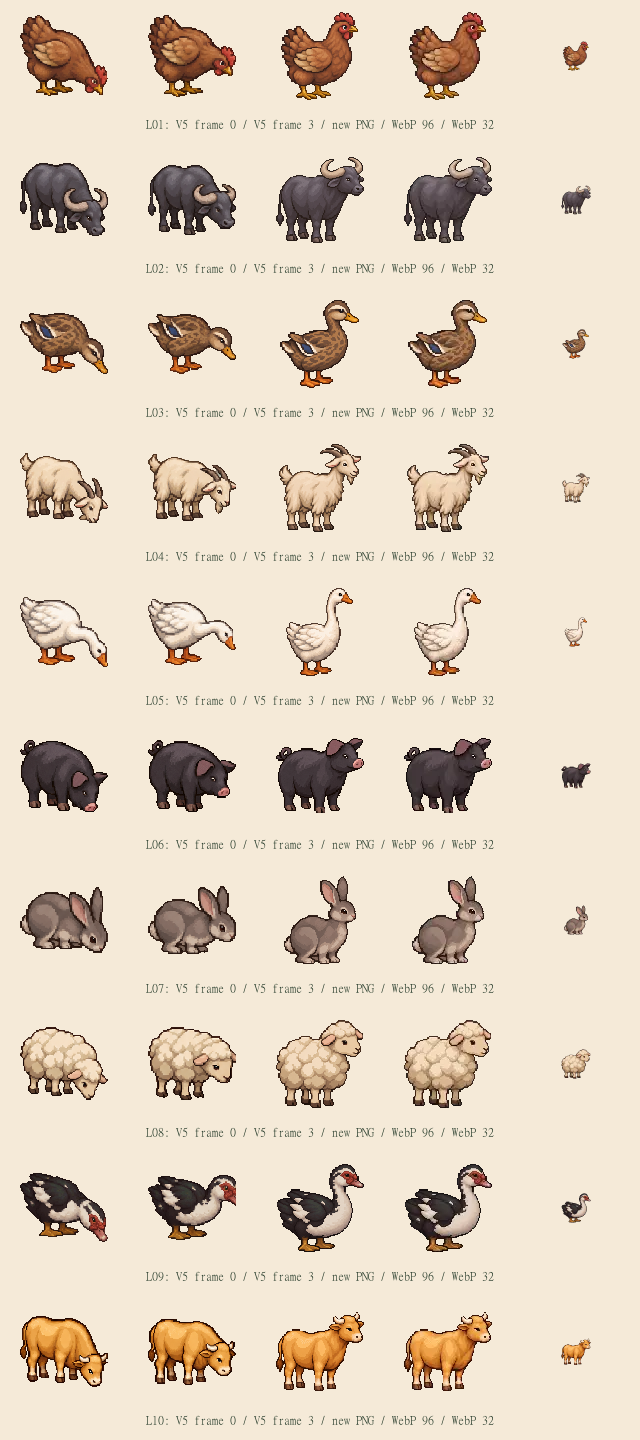 L01: V5 frame 0 / V5 frame 3 / new PNG / WebP 96 / WebP 32
L02: V5 frame 0 / V5 frame 3 / new PNG / WebP 96 / WebP 32
L03: V5 frame 0 / V5 frame 3 / new PNG / WebP 96 / WebP 32
L04: V5 frame 0 / V5 frame 3 / new PNG / WebP 96 / WebP 32
L05: V5 frame 0 / V5 frame 3 / new PNG / WebP 96 / WebP 32
L06: V5 frame 0 / V5 frame 3 / new PNG / WebP 96 / WebP 32
L07: V5 frame 0 / V5 frame 3 / new PNG / WebP 96 / WebP 32
L08: V5 frame 0 / V5 frame 3 / new PNG / WebP 96 / WebP 32
L09: V5 frame 0 / V5 frame 3 / new PNG / WebP 96 / WebP 32
L10: V5 frame 0 / V5 frame 3 / new PNG / WebP 96 / WebP 32